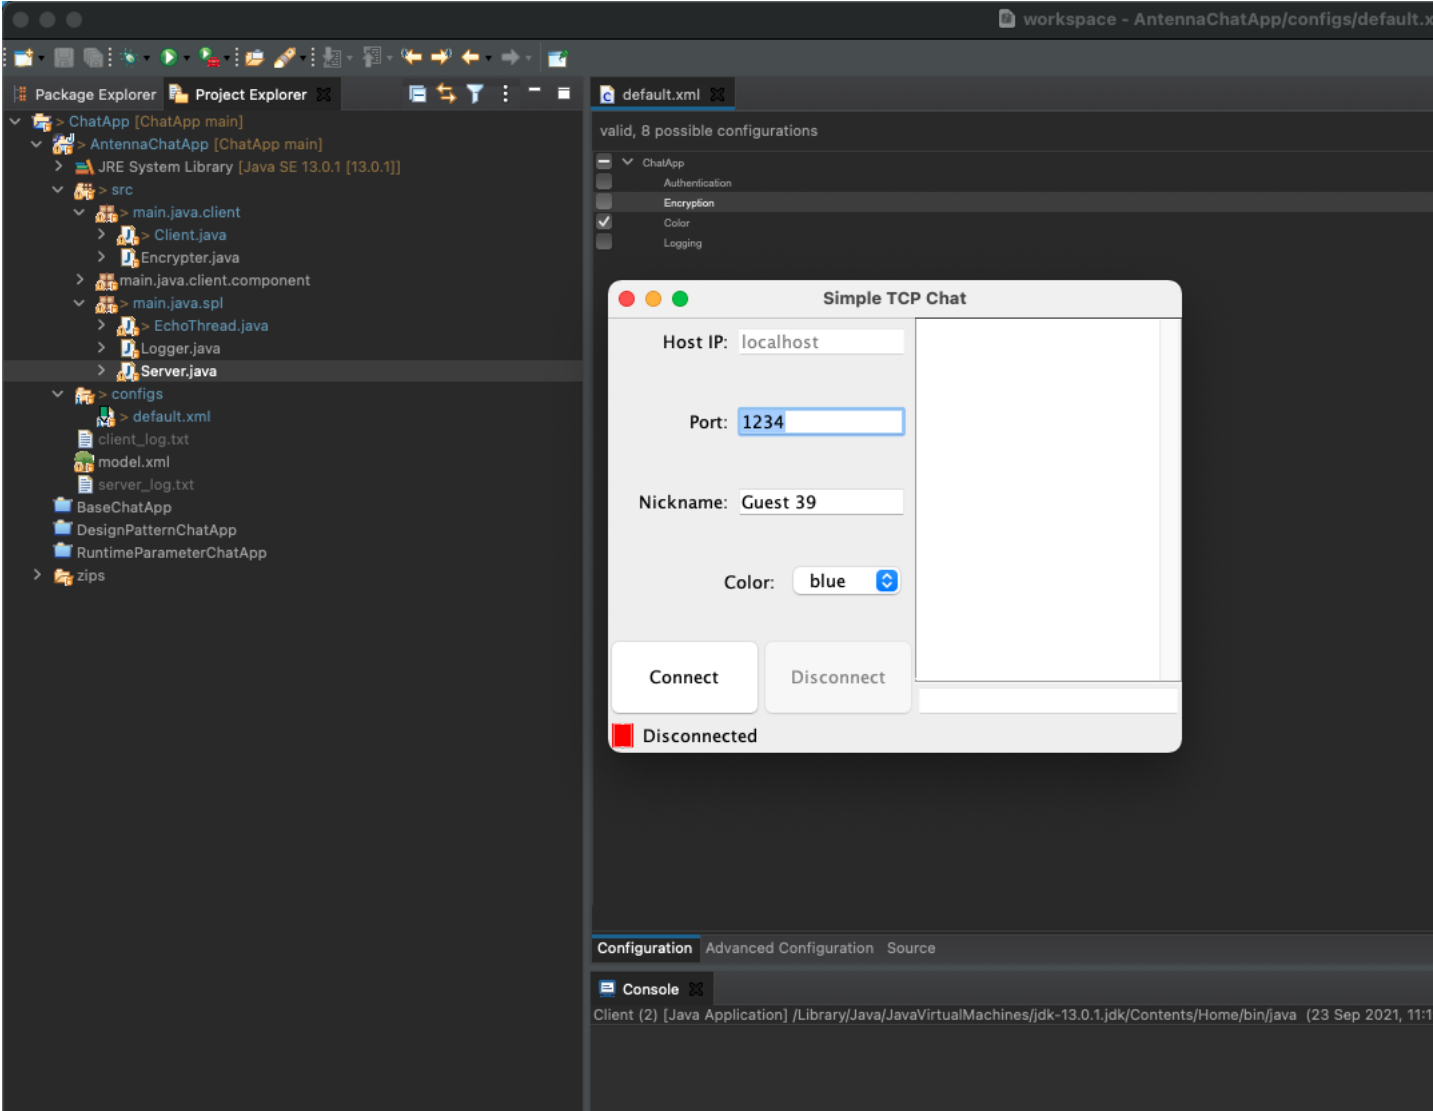 workspace - AntennaChatApp/configs/default.x
Package Explorer
Project Explorer
> ChatApp [ChatApp main]
> AntennaChatApp [ChatApp main]
JRE System Library [Java SE 13.0.1 [13.0.1]]
> src
> main.java.client
> Client.java
Encrypter.java
main.java.client.component
> main.java.spl
> EchoThread.java
Logger.java
Server.java
> configs
> default.xml
client_log.txt
model.xml
server_log.txt
BaseChatApp
DesignPatternChatApp
RuntimeParameterChatApp
zips
default.xml
valid, 8 possible configurations
ChatApp
Authentication
Encryption
Color
Logging
Simple TCP Chat
Host IP: localhost
Port: 1234
Nickname: Guest 39
Color: blue
Connect Disconnect
Disconnected
Configuration Advanced Configuration Source
Console
Client (2) [Java Application] /Library/Java/JavaVirtualMachines/jdk-13.0.1.jdk/Contents/Home/bin/java (23 Sep 2021, 11:1